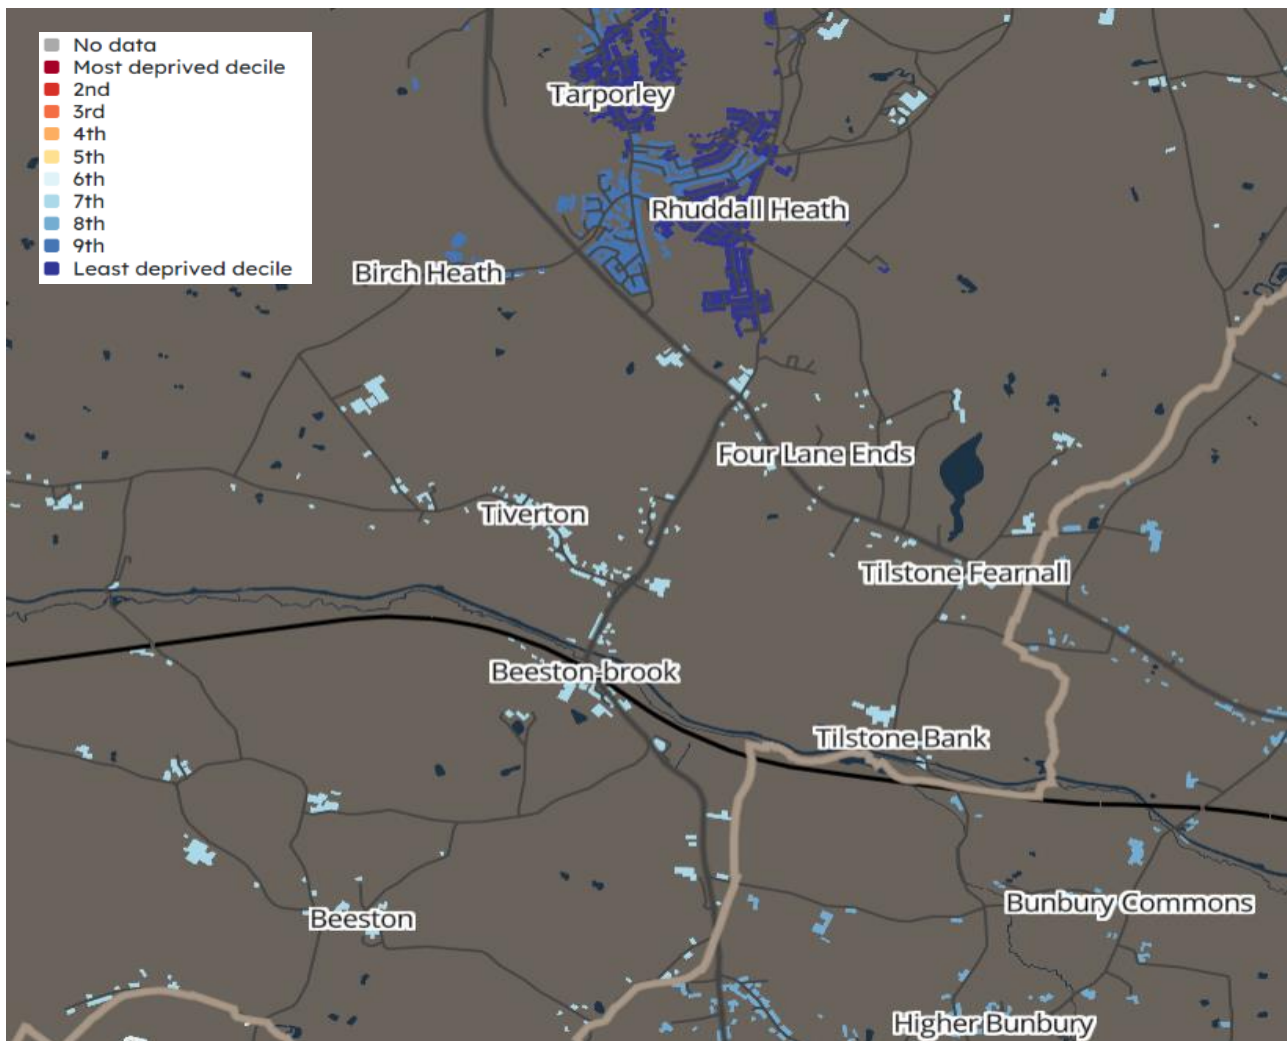 No data
Most deprived decile
2nd
3rd
4th
5th
6th
7th
8th
9th
Least deprived decile
Tarporley
Rhuddall Heath
Birch Heath
Four Lane Ends
Tiverton
Tilstone Fearnall
Beeston-brook
Tilstone Bank
Bunbury Commons
Beeston
Higher Bunbury